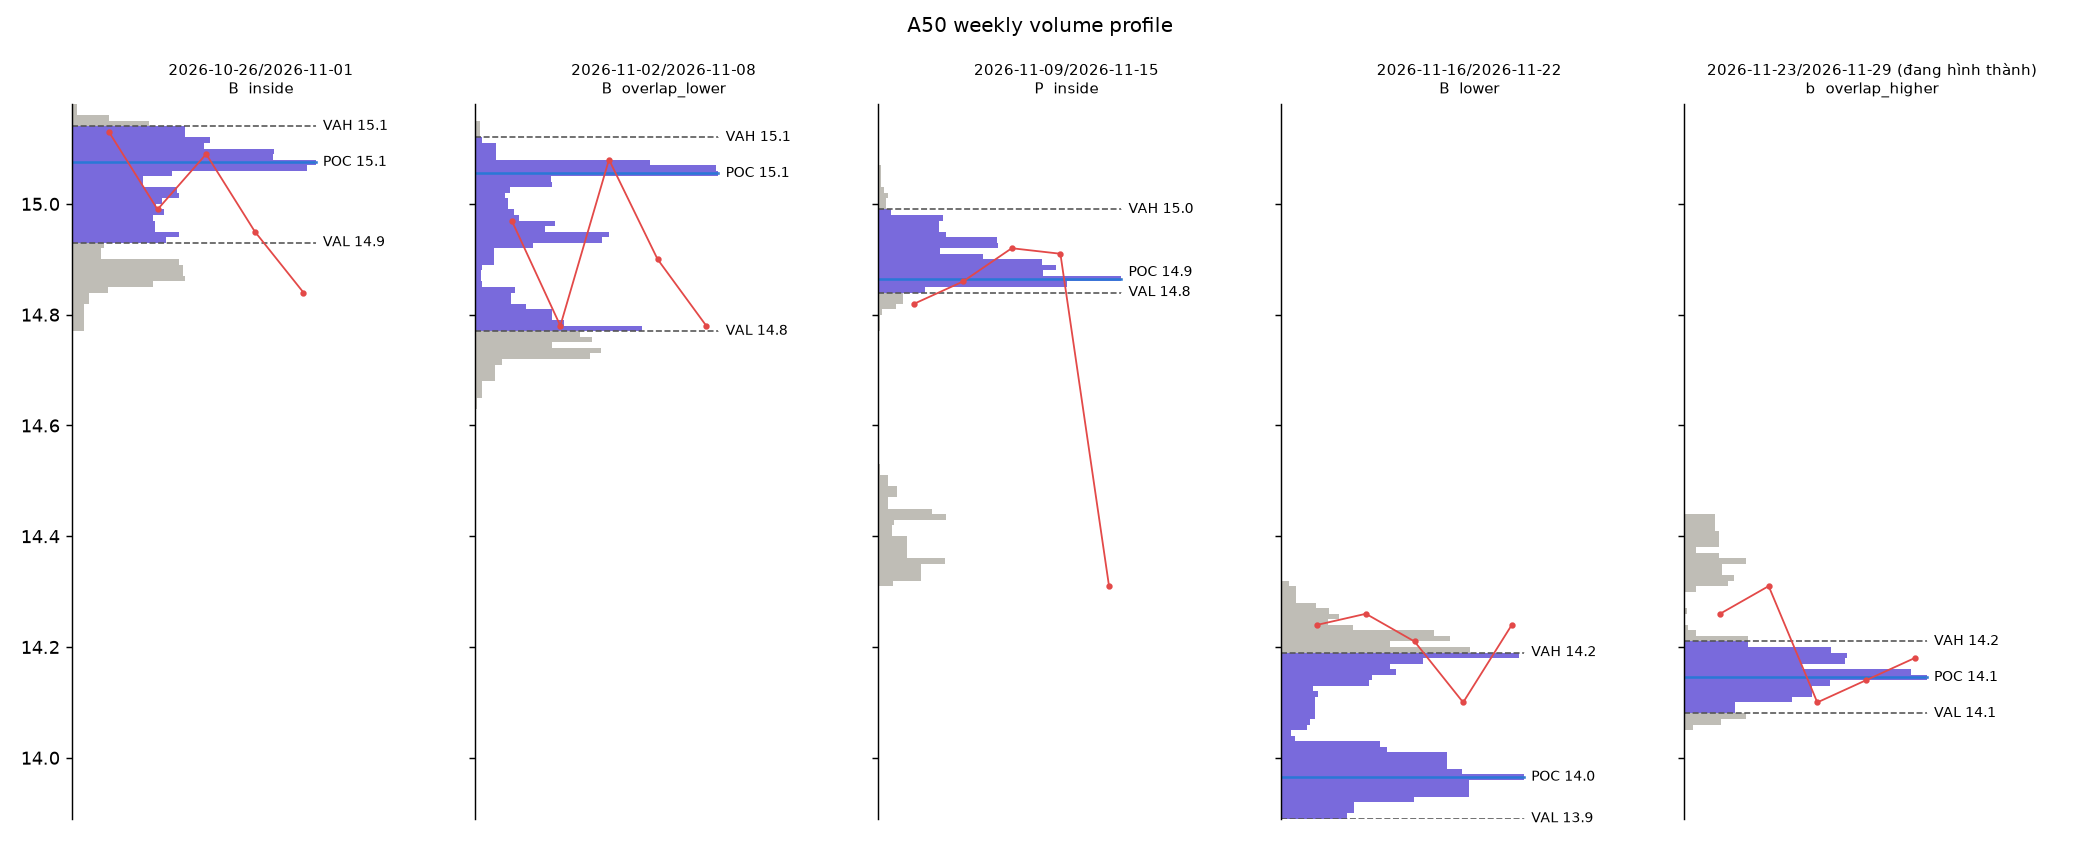 A50 weekly volume profile
2026-10-26/2026-11-01
B  inside
2026-11-02/2026-11-08
B  overlap_lower
2026-11-09/2026-11-15
P  inside
2026-11-16/2026-11-22
B  lower
2026-11-23/2026-11-29 (đang hình thành)
b  overlap_higher
15.0
14.8
14.6
14.4
14.2
14.0
VAH 15.1
POC 15.1
VAL 14.9
VAH 15.1
POC 15.1
VAL 14.8
VAH 15.0
POC 14.9
VAL 14.8
VAH 14.2
POC 14.0
VAL 13.9
VAH 14.2
POC 14.1
VAL 14.1